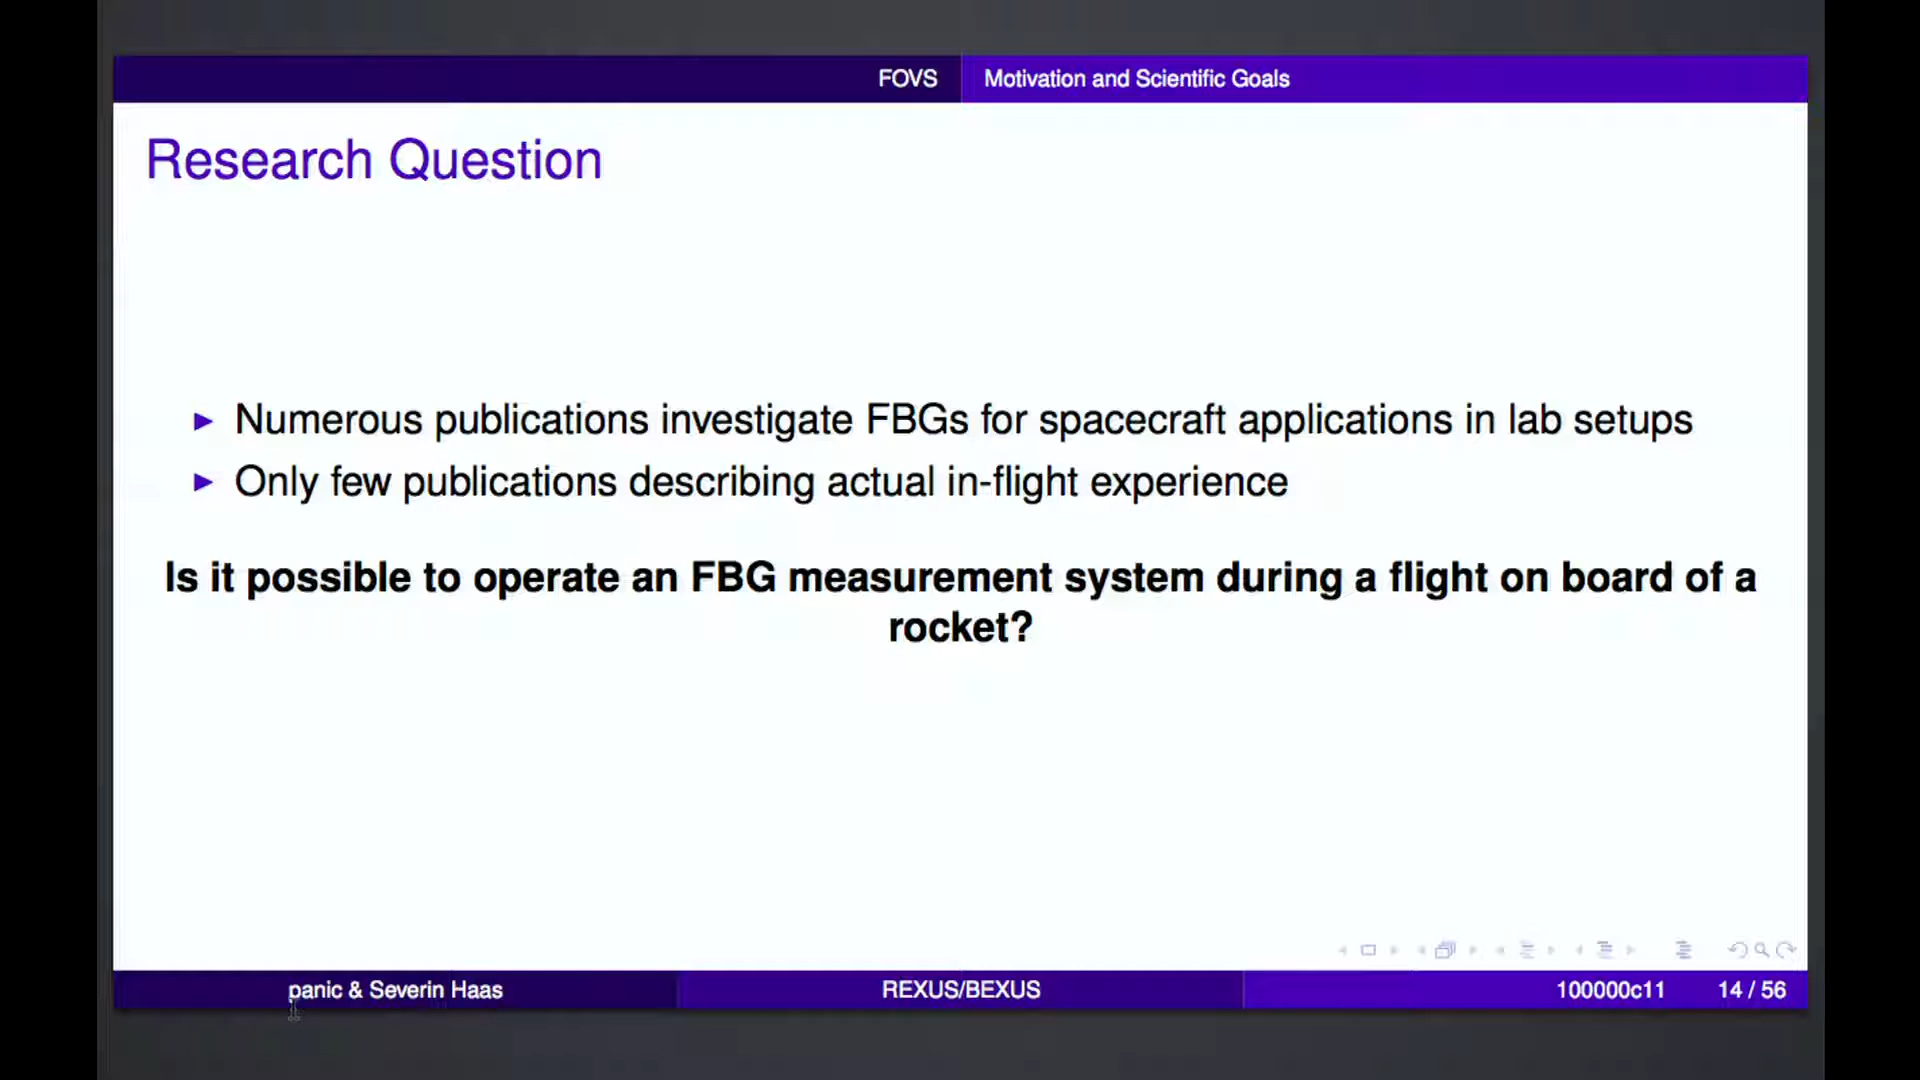 FOVS Motivation and Scientific Goals
Research Question
Numerous publications investigate FBGs for spacecraft applications in lab setups
Only few publications describing actual in-flight experience
Is it possible to operate an FBG measurement system during a flight on board of a
rocket?
panic & Severin Haas REXUS/BEXUS 100000c11 14 / 56